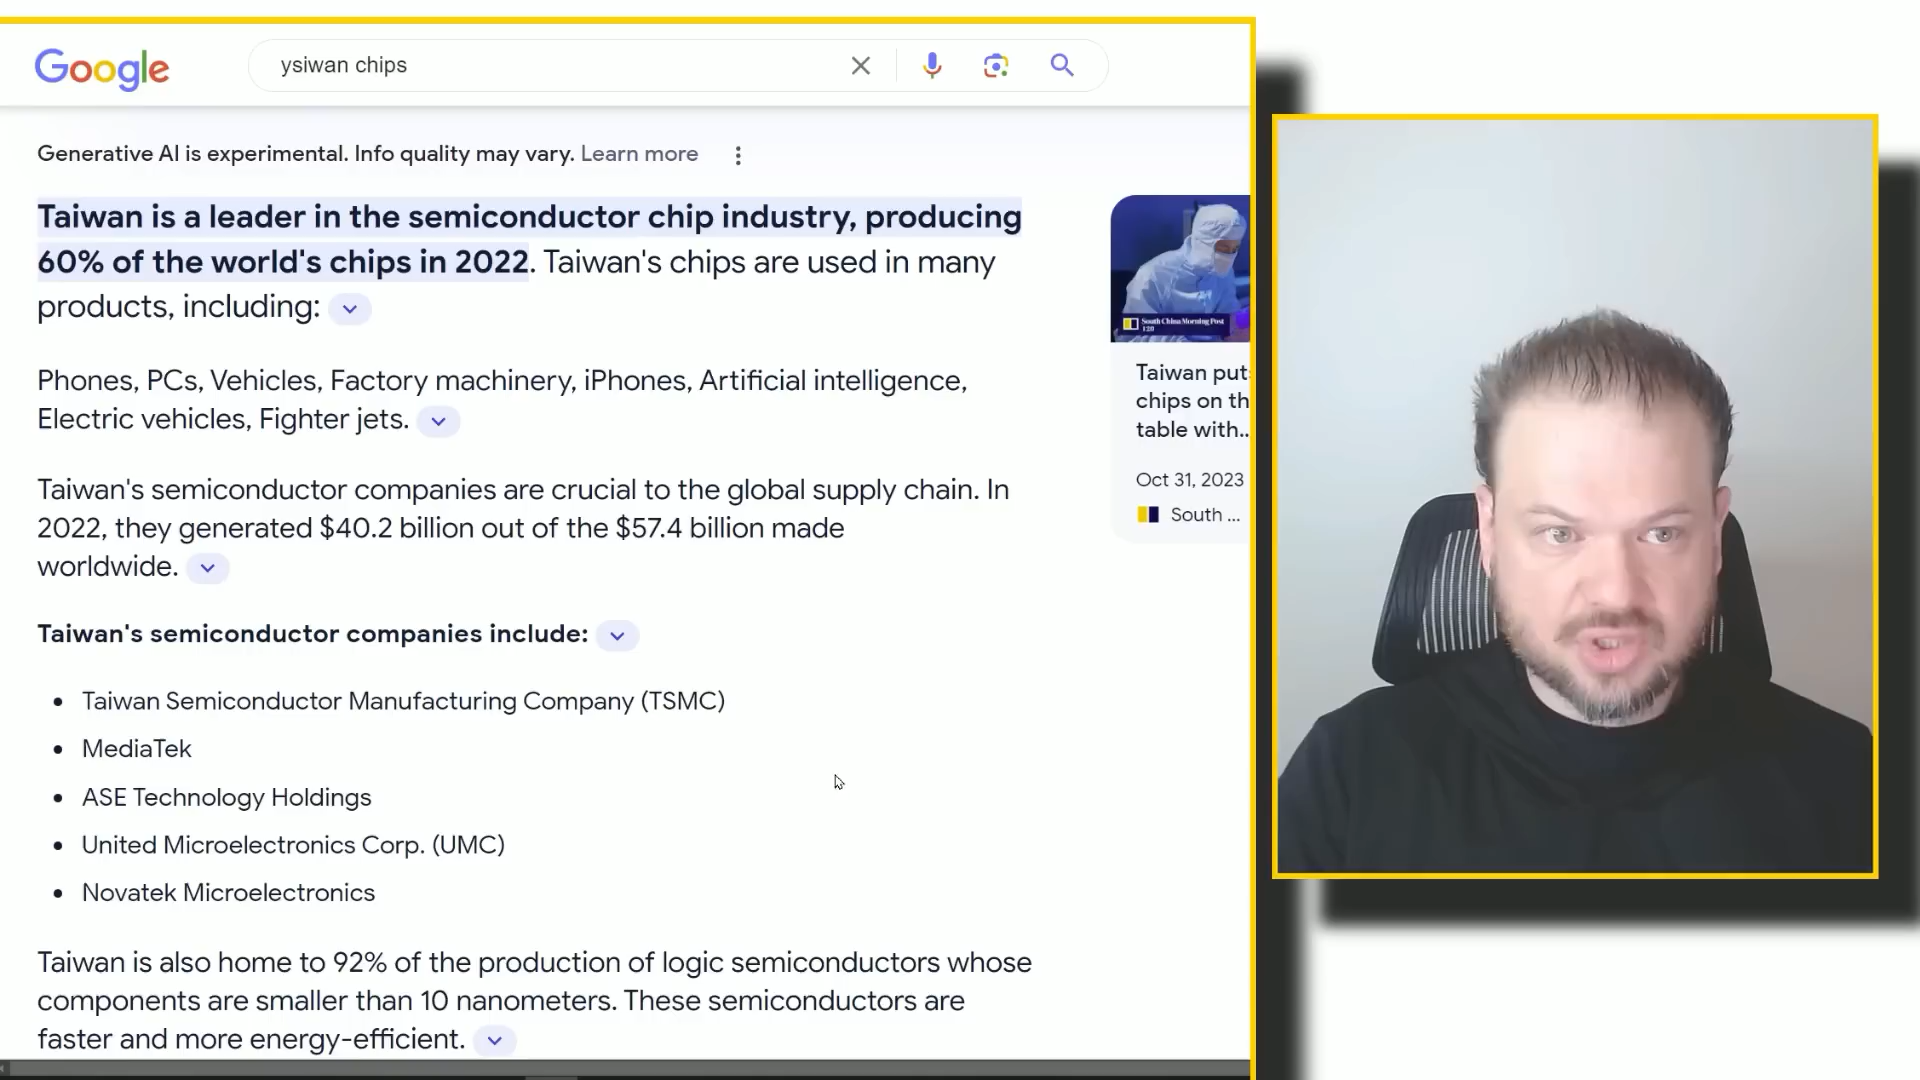 Google
ysiwan chips
Generative AI is experimental. Info quality may vary. Learn more
Taiwan is a leader in the semiconductor chip industry, producing
60% of the world's chips in 2022. Taiwan's chips are used in many
products, including:
Phones, PCs, Vehicles, Factory machinery, iPhones, Artificial intelligence,
Electric vehicles, Fighter jets.
Taiwan's semiconductor companies are crucial to the global supply chain. In
2022, they generated $40.2 billion out of the $57.4 billion made
worldwide.
Taiwan's semiconductor companies include:
• Taiwan Semiconductor Manufacturing Company (TSMC)
• MediaTek
• ASE Technology Holdings
• United Microelectronics Corp. (UMC)
• Novatek Microelectronics
Taiwan is also home to 92% of the production of logic semiconductors whose
components are smaller than 10 nanometers. These semiconductors are
faster and more energy-efficient.
South China Morning Post
Taiwan put
chips on th
table with..
Oct 31, 2023
South ...